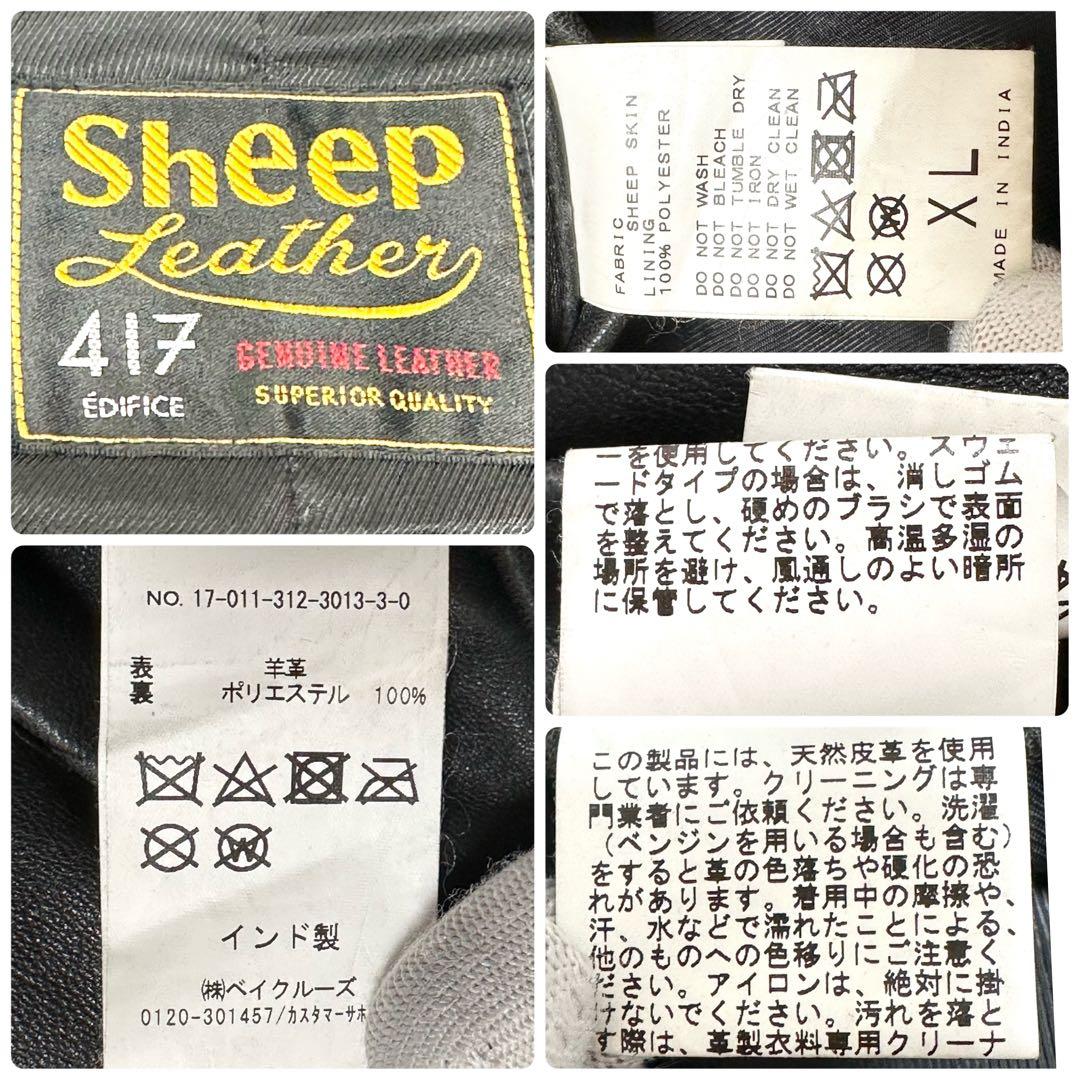 Sheep
Leather
417
ÉDIFICE
GENUINE LEATHER
SUPERIOR QUALITY
FABRIC
SHEEP SKIN
LINING
100% POLYESTER
DO NOT WASH
DO NOT BLEACH
DO NOT TUMBLE DRY
DO NOT IRON
DO NOT DRY CLEAN
DO NOT WET CLEAN
XL
MADE IN INDIA
ーを使用してください。スウェ
ードタイプの場合は、消しゴム
で落とし、硬めのブラシで表面
を整えてください。高温多湿の
場所を避け、風通しのよい暗所
に保管してください。
NO. 17-011-312-3013-3-0
表 羊革
裏 ポリエステル 100%
W
インド製
㈱ベイクルーズ
0120-301457/カスタマーサポ
この製品には、天然皮革を使用
しています。クリーニングは専
門業者にご依頼ください。洗濯
(ベンジンを用いる場合も含む)
をすると革の色落ちや硬化の恐
れがあります。着用中の摩擦や、
汗、水などで濡れたことによる、
他のものへの色移りにご注意く
ださい。アイロンは、絶対に掛
けないでください。汚れを落と
す際は、革製衣料専用クリーナ